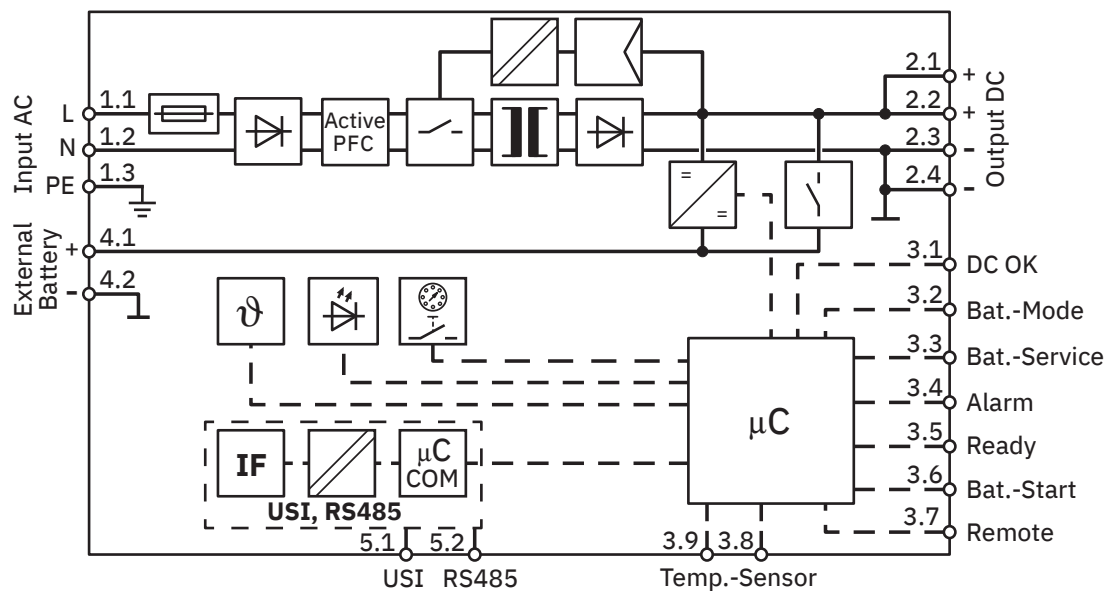 Input AC
L
1.1
N
1.2
PE
1.3
Active
PFC
2.1
+
2.2
+
2.3
-
2.4
-
Output DC
External
Battery
+
4.1
-
4.2
=
=
ϑ
3.1
DC OK
3.2
Bat.-Mode
3.3
Bat.-Service
3.4
Alarm
3.5
Ready
3.6
Bat.-Start
3.7
Remote
μC
IF
μC
COM
USI, RS485
5.1
5.2
3.9
3.8
USI
RS485
Temp.-Sensor